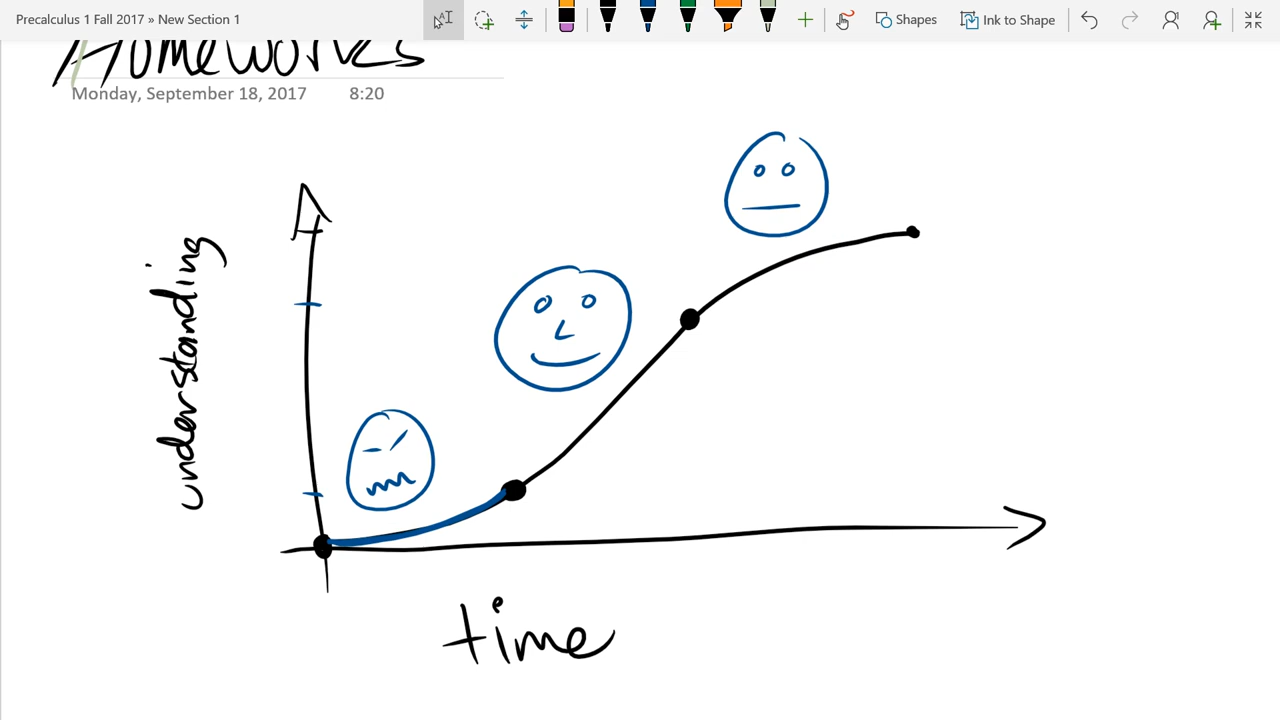 Precalculus 1 Fall 2017 » New Section 1
Shapes
Ink to Shape
Homeworks
Monday, September 18, 2017 8:20
understanding
time